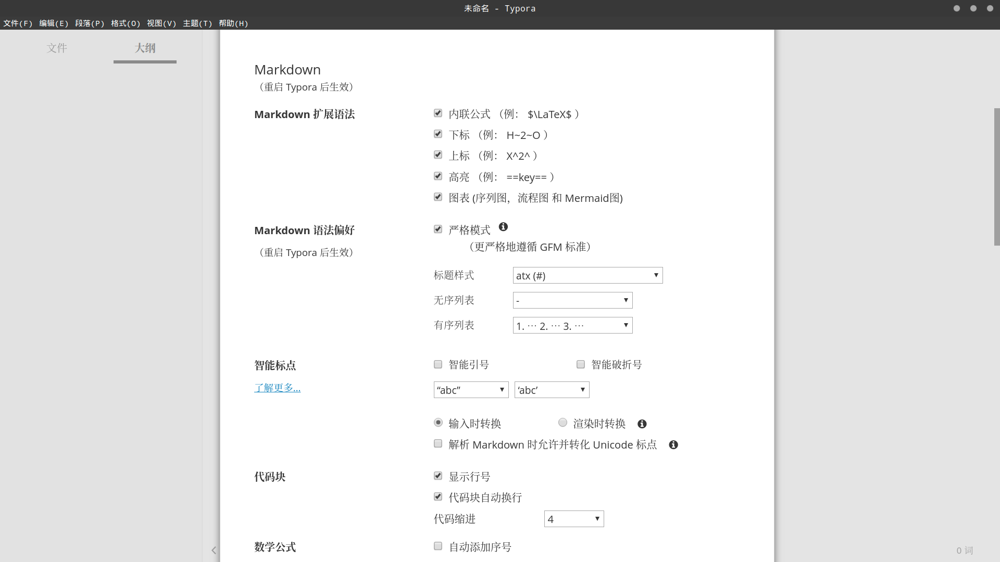 未命名 - Typora
文件(F) 编辑(E) 段落(P) 格式(O) 视图(V) 主题(T) 帮助(H)
文件 大纲
Markdown
（重启 Typora 后生效）
Markdown 扩展语法
内联公式 （例： $\LaTeX$ ）
下标 （例： H~2~O ）
上标 （例： X^2^ ）
高亮 （例： ==key== ）
图表 (序列图，流程图 和 Mermaid图)
Markdown 语法偏好
（重启 Typora 后生效）
严格模式
（更严格地遵循 GFM 标准）
标题样式 atx (#)
无序列表 -
有序列表 1. ⋯ 2. ⋯ 3. ⋯
智能标点
了解更多...
智能引号 智能破折号
“abc” ‘abc’
输入时转换 渲染时转换
解析 Markdown 时允许并转化 Unicode 标点
代码块
显示行号
代码块自动换行
代码缩进 4
数学公式
自动添加序号
0 词